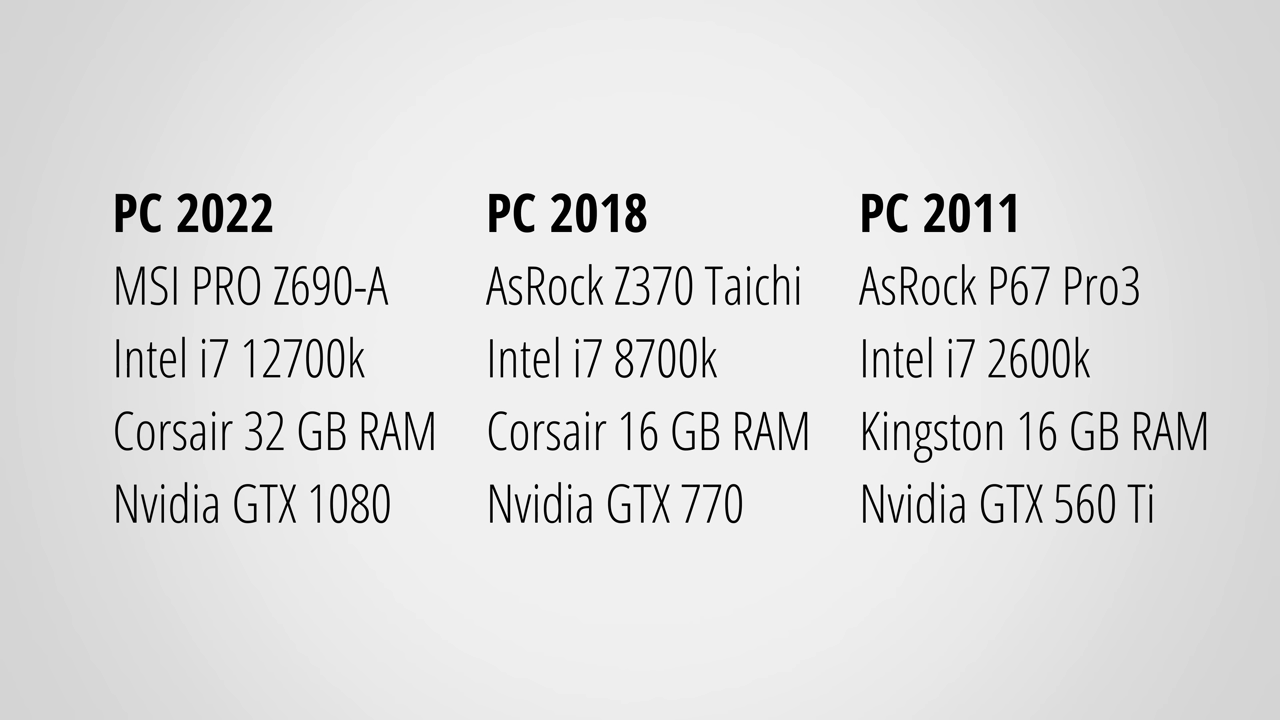 PC 2022
MSI PRO Z690-A
Intel i7 12700k
Corsair 32 GB RAM
Nvidia GTX 1080
PC 2018
AsRock Z370 Taichi
Intel i7 8700k
Corsair 16 GB RAM
Nvidia GTX 770
PC 2011
AsRock P67 Pro3
Intel i7 2600k
Kingston 16 GB RAM
Nvidia GTX 560 Ti